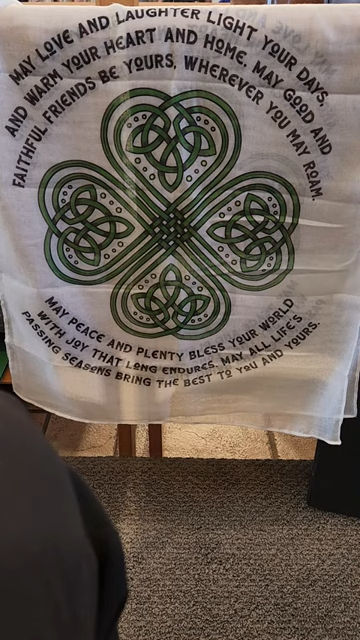 MAY LOVE AND LAUGHTER LIGHT YOUR DAYS,
AND WARM YOUR HEART AND HOME. MAY GOOD AND
FAITHFUL FRIENDS BE YOURS, WHEREVER YOU MAY ROAM.
MAY PEACE AND PLENTY BLESS YOUR WORLD
WITH JOY THAT LONG ENDURES. MAY ALL LIFE'S
PASSING SEASONS BRING THE BEST TO YOU AND YOURS.